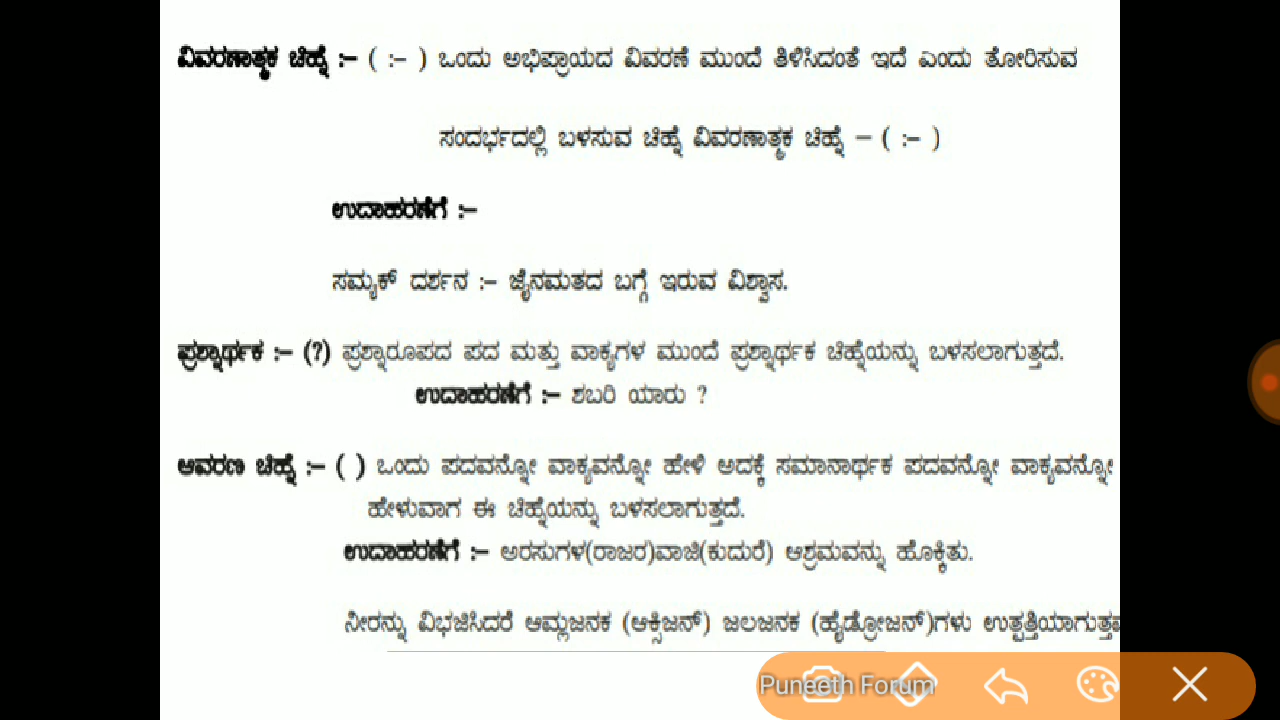 ವಿವರಣಾತ್ಮಕ ಚಿಹ್ನೆ :– ( :– ) ಒಂದು ಅಭಿಪ್ರಾಯದ ವಿವರಣೆ ಮುಂದೆ ತಿಳಿಸಿದಂತೆ ಇದೆ ಎಂದು ತೋರಿಸುವ
ಸಂದರ್ಭದಲ್ಲಿ ಬಳಸುವ ಚಿಹ್ನೆ ವಿವರಣಾತ್ಮಕ ಚಿಹ್ನೆ – ( :– )
ಉದಾಹರಣೆಗೆ :–
ಸಮ್ಯಕ್ ದರ್ಶನ :– ಜೈನಮತದ ಬಗ್ಗೆ ಇರುವ ವಿಶ್ವಾಸ.
ಪ್ರಶ್ನಾರ್ಥಕ :– (?) ಪ್ರಶ್ನಾರೂಪದ ಪದ ಮತ್ತು ವಾಕ್ಯಗಳ ಮುಂದೆ ಪ್ರಶ್ನಾರ್ಥಕ ಚಿಹ್ನೆಯನ್ನು ಬಳಸಲಾಗುತ್ತದೆ.
ಉದಾಹರಣೆಗೆ :– ಶಬರಿ ಯಾರು ?
ಆವರಣ ಚಿಹ್ನೆ :– ( ) ಒಂದು ಪದವನ್ನೋ ವಾಕ್ಯವನ್ನೋ ಹೇಳಿ ಅದಕ್ಕೆ ಸಮಾನಾರ್ಥಕ ಪದವನ್ನೋ ವಾಕ್ಯವನ್ನೋ
ಹೇಳುವಾಗ ಈ ಚಿಹ್ನೆಯನ್ನು ಬಳಸಲಾಗುತ್ತದೆ.
ಉದಾಹರಣೆಗೆ :– ಅರಸುಗಳ(ರಾಜರ)ವಾಜಿ(ಕುದುರೆ) ಆಶ್ರಮವನ್ನು ಹೊಕ್ಕಿತು.
ನೀರನ್ನು ವಿಭಜಿಸಿದರೆ ಆಮ್ಲಜನಕ (ಆಕ್ಸಿಜನ್) ಜಲಜನಕ (ಹೈಡ್ರೋಜನ್)ಗಳು
Puneeth Forum